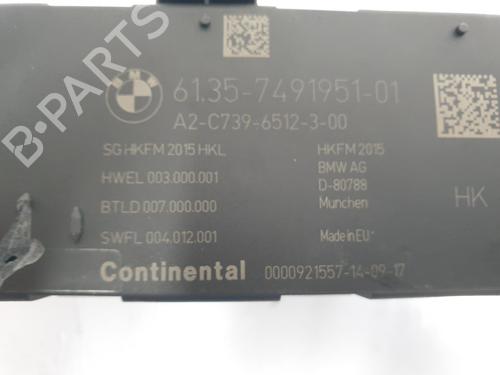 BMW
61.35-7491951-01
A2-C739-6512-3-00
SG HKFM 2015 HKL
HWEL 003.000.001
BTLD 007.000.000
SWFL 004.012.001
HKFM 2015
BMW AG
D-80788
Munchen
Made in EU
HK
Continental 0000921557-14-09-17
B-PARTS